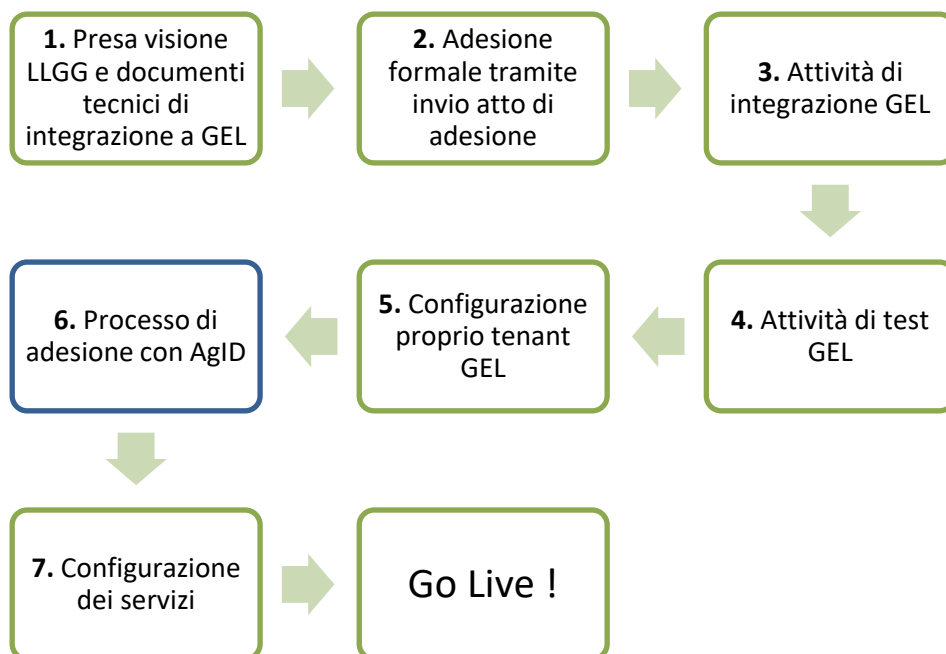 1. Presa visione
LLGG e documenti
tecnici di
integrazione a GEL
2. Adesione
formale tramite
invio atto di
adesione
3. Attività di
integrazione GEL
4. Attività di test
GEL
5. Configurazione
proprio tenant
GEL
6. Processo di
adesione con AgID
7. Configurazione
dei servizi
Go Live !